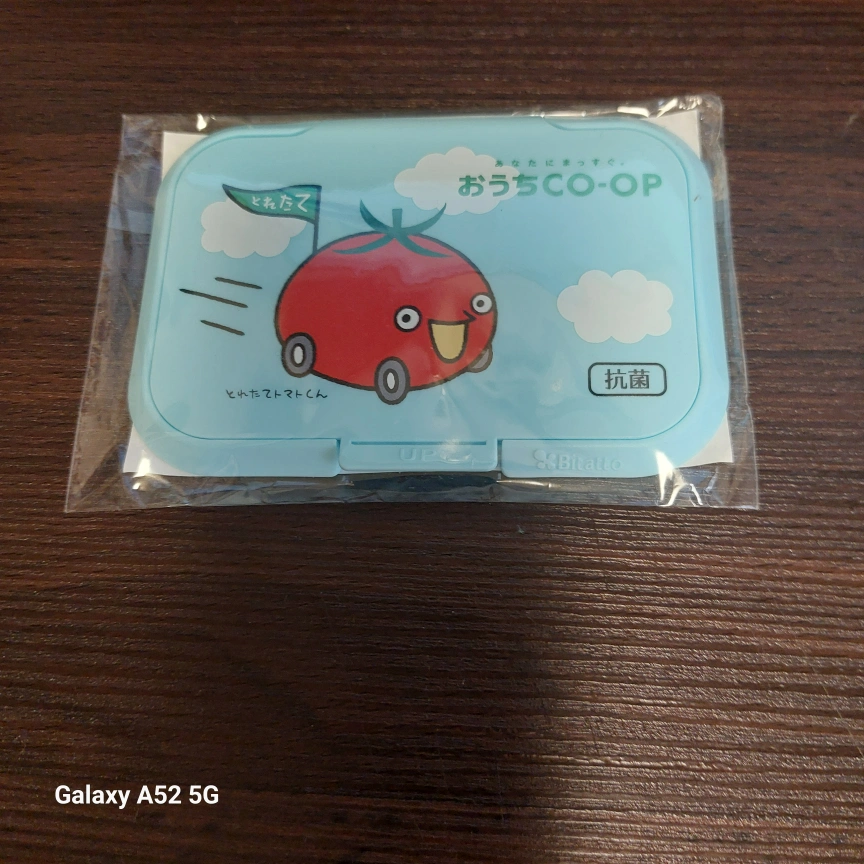 あなたにまっすぐ。
おうちCO-OP
とれたて
抗菌
とれたてトマトくん
UP
Bitatto
Galaxy A52 5G